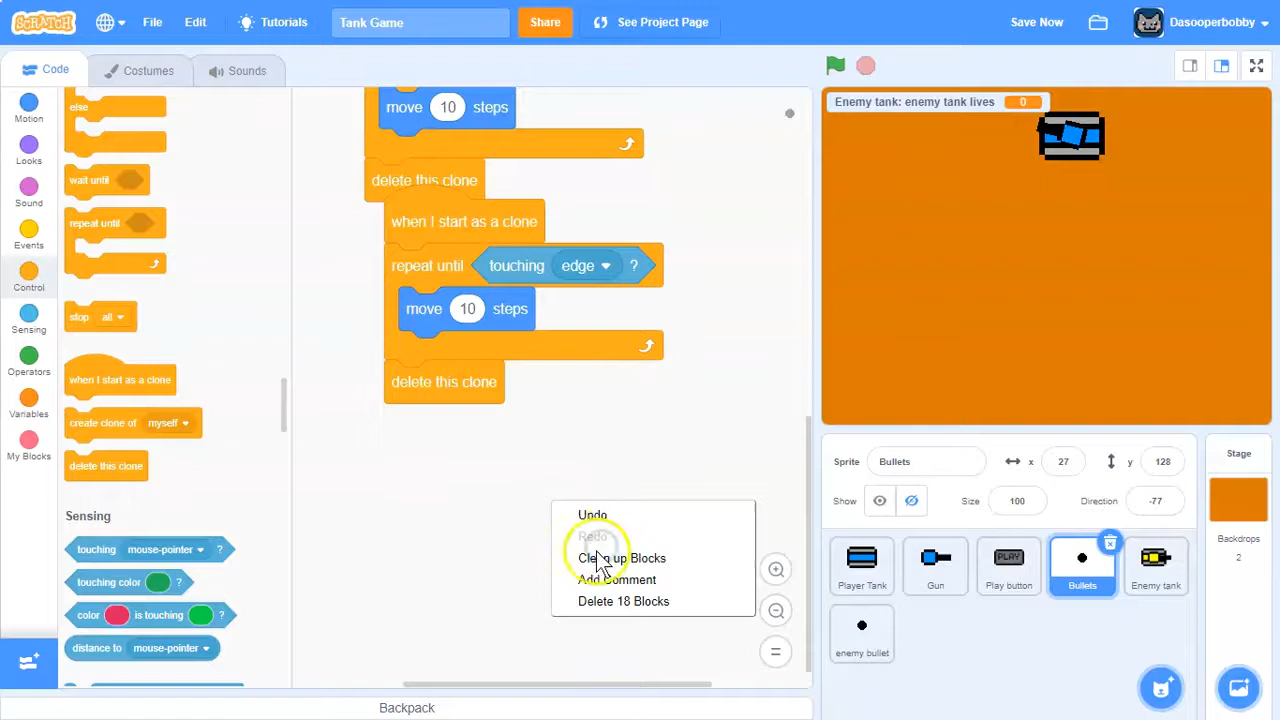 SCRATCH
File
Edit
Tutorials
Tank Game
Share
See Project Page
Save Now
Dasooperbobby
Code
Costumes
Sounds
Motion
Looks
Sound
Events
Control
Sensing
Operators
Variables
My Blocks
else
wait until
repeat until
stop all
when I start as a clone
create clone of myself
delete this clone
Sensing
touching mouse-pointer ?
touching color ?
color is touching ?
distance to mouse-pointer
move 10 steps
delete this clone
when I start as a clone
repeat until touching edge ?
move 10 steps
delete this clone
Undo
Redo
Clean up Blocks
Add Comment
Delete 18 Blocks
Backpack
Enemy tank: enemy tank lives 0
Sprite Bullets x 27 y 128
Show Size 100 Direction -77
Player Tank
Gun
PLAY
Play button
Bullets
Enemy tank
enemy bullet
Stage
Backdrops
2